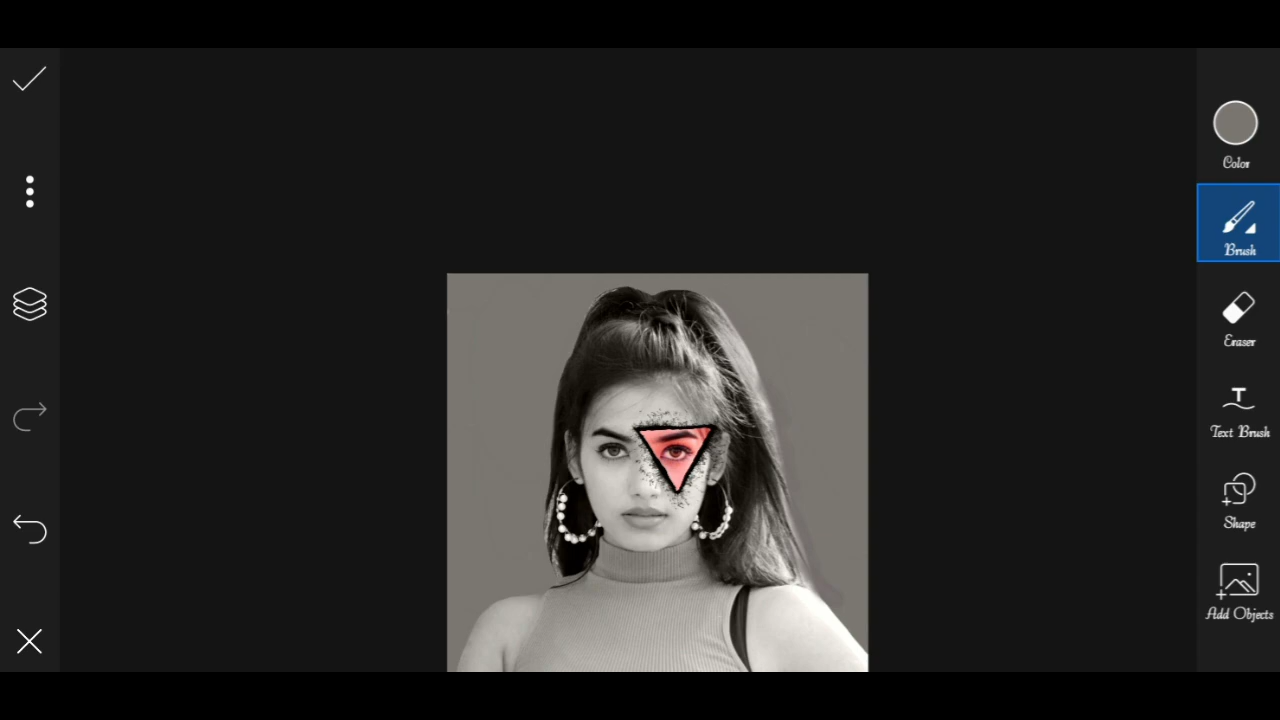 Color
Brush
Eraser
T
Text Brush
Shape
Add Objects